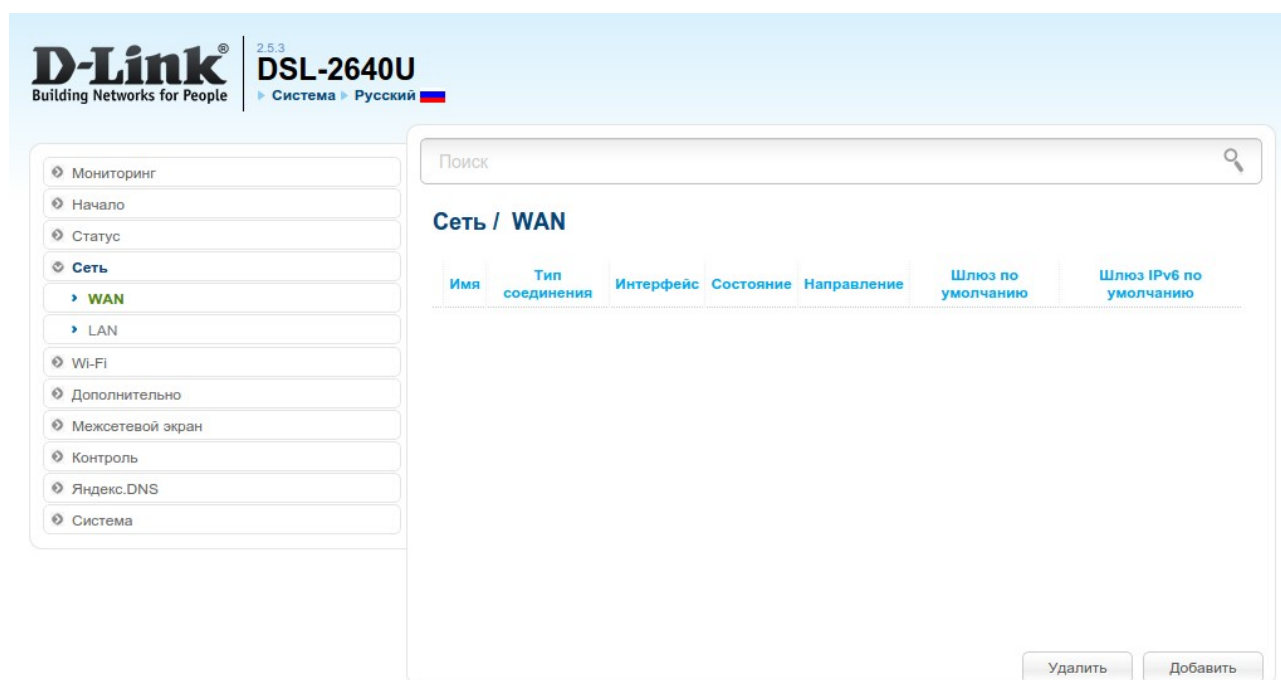 D-Link®
Building Networks for People
2.5.3
DSL-2640U
Система Русский
Мониторинг
Начало
Статус
Сеть
WAN
LAN
Wi-Fi
Дополнительно
Межсетевой экран
Контроль
Яндекс.DNS
Система
Поиск
Сеть / WAN
Имя Тип соединения Интерфейс Состояние Направление Шлюз по умолчанию Шлюз IPv6 по умолчанию
Удалить Добавить